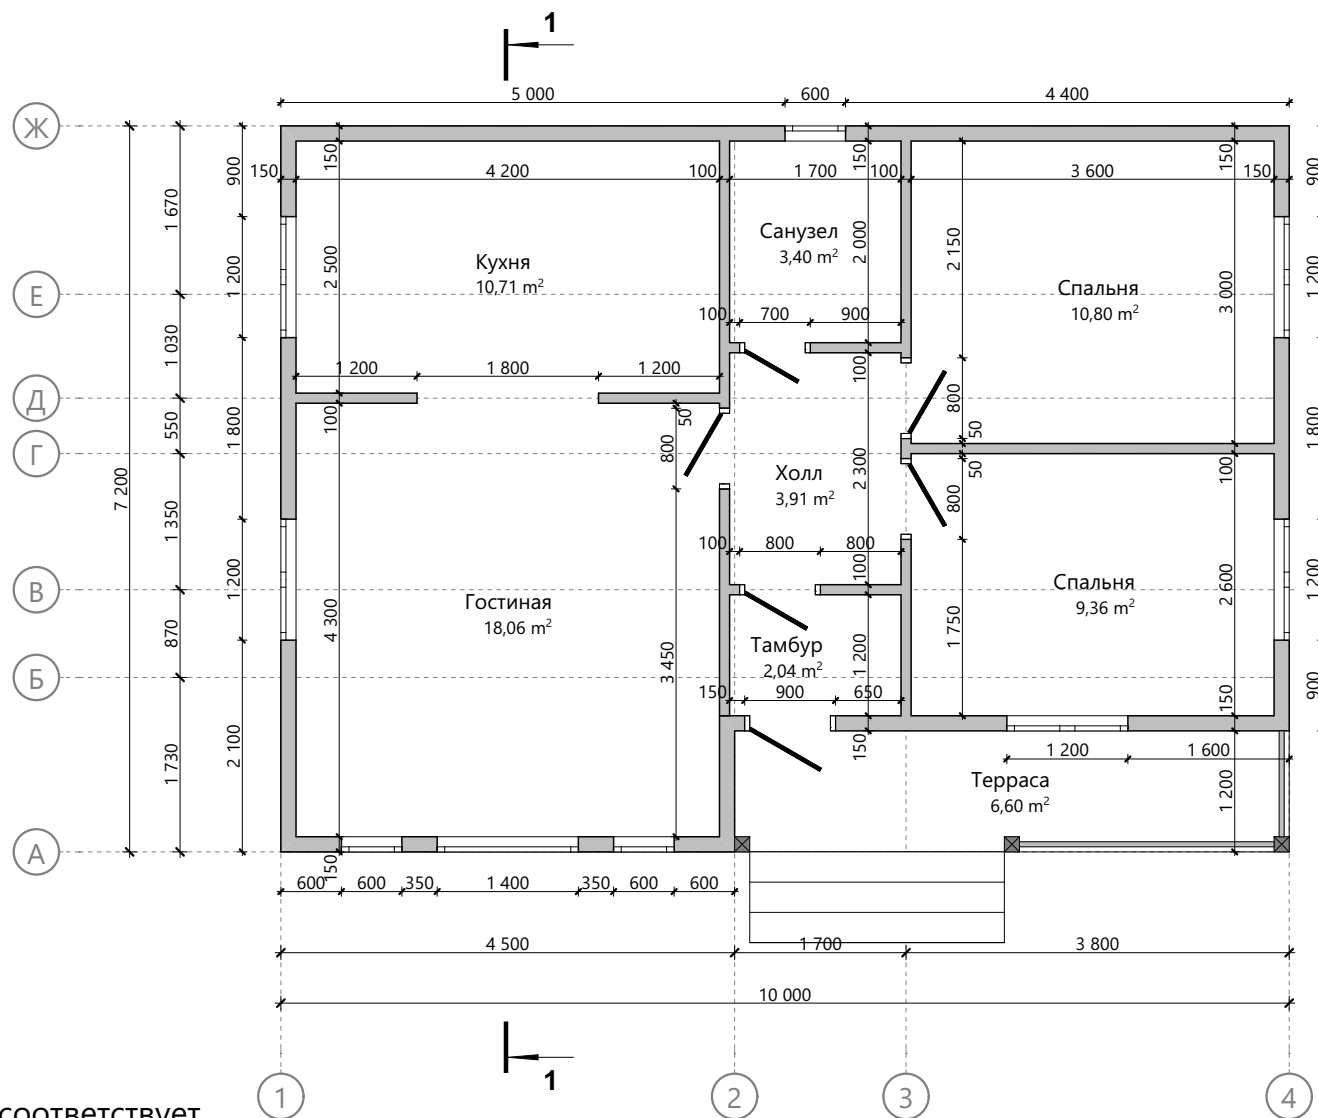 1
5 000 600 4 400
Ж
150 4 200 100 1 700 100 3 600 150
150 150 150
900 900
1 670
Санузел
3,40 m²
2 000
2 150
Кухня
10,71 m²
2 500
1 200
Спальня
10,80 m²
3 000
1 200
Е
100 700 900
1 030
1 200 1 800 1 200
100
800
Д
100
50
550
1 800
800
50
1 800
Г
Холл
3,91 m²
2 300
50
100
800
7 200
1 350
100 800 800
100
1 200
В
Гостиная
18,06 m²
4 300
Спальня
9,36 m²
2 600
1 200
1 750
870
Тамбур
2,04 m²
1 200
3 450
Б
150 900 650
150
900
2 100
1 730
150
1 200 1 600
Терраса
6,60 m²
1 200
А
150
600 600 350 1 400 350 600 600
4 500 1 700 3 800
10 000
1
1 2 3 4
соответствует